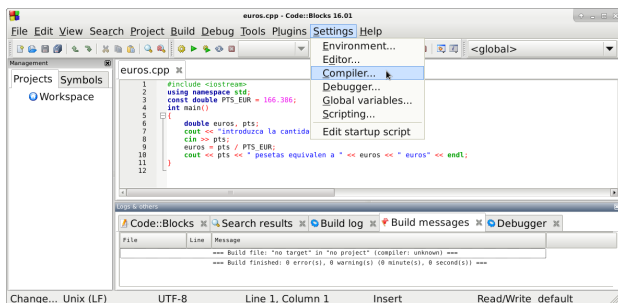 euros.cpp - Code::Blocks 16.01
File Edit View Search Project Build Debug Tools Plugins Settings Help
<global>
Environment...
Editor...
Compiler...
Debugger...
Global variables...
Scripting...
Edit startup script
Management
Projects Symbols
Workspace
euros.cpp
1 #include <iostream>
2 using namespace std;
3 const double PTS_EUR = 166.386;
4 int main()
5 {
6 double euros, pts;
7 cout << "introduzca la cantida
8 cin >> pts;
9 euros = pts / PTS_EUR;
10 cout << pts << " pesetas equivalen a " << euros << " euros" << endl;
11 }
12
Logs & others
Code::Blocks Search results Build log Build messages Debugger
File Line Message
=== Build file: "no target" in "no project" (compiler: unknown) ===
=== Build finished: 0 error(s), 0 warning(s) (0 minute(s), 0 second(s)) ===
Change... Unix (LF) UTF-8 Line 1, Column 1 Insert Read/Write default